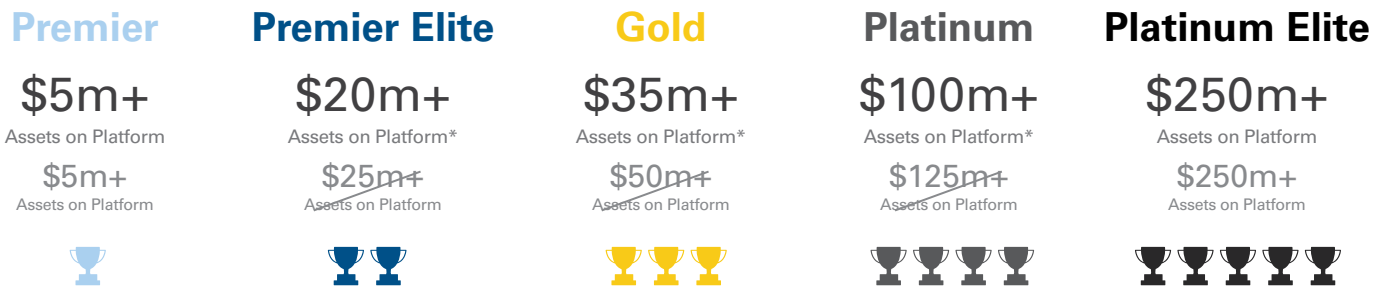 Premier Premier Elite Gold Platinum Platinum Elite
$5m+ $20m+ $35m+ $100m+ $250m+
Assets on Platform Assets on Platform* Assets on Platform* Assets on Platform* Assets on Platform
$5m+ $25m+ $50m+ $125m+ $250m+
Assets on Platform Assets on Platform Assets on Platform Assets on Platform Assets on Platform